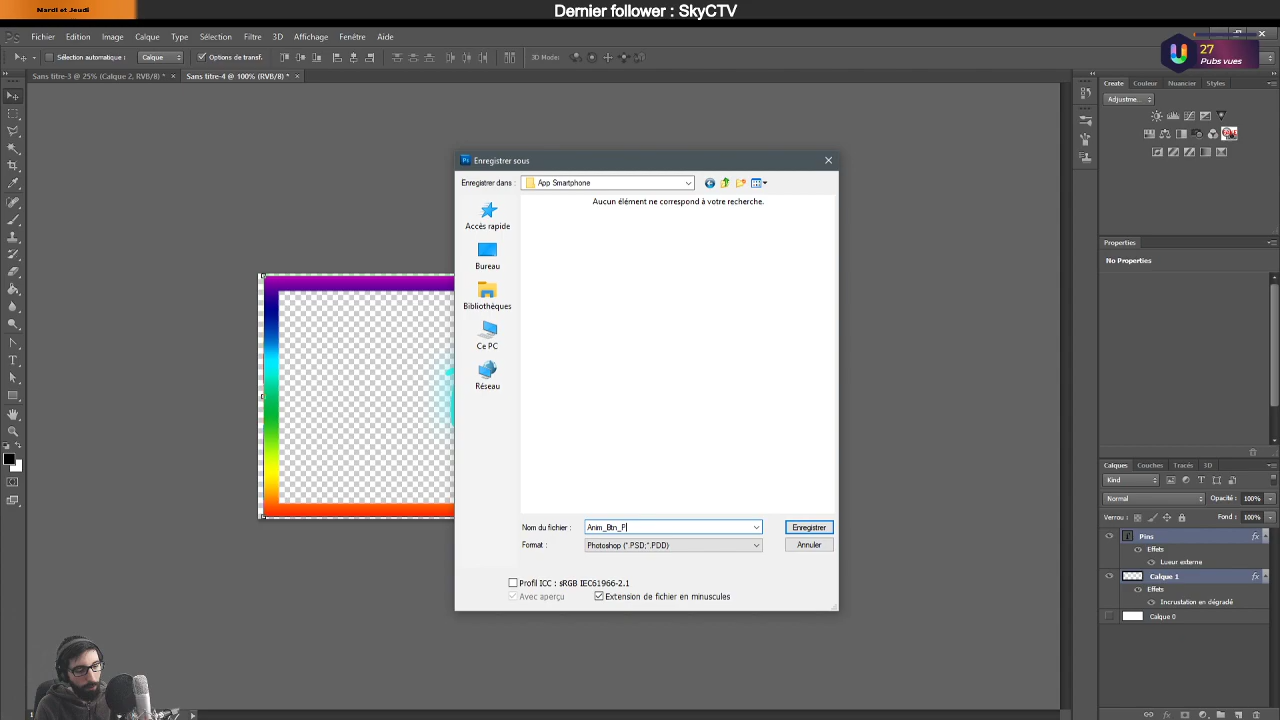 Mardi et Jeudi
Dernier follower : SkyCTV
Ps Fichier Edition Image Calque Type Sélection Filtre 3D Affichage Fenêtre Aide
Sélection automatique : Calque Options de transf. 3D Mode :
27
Pubs vues
Sans titre-3 @ 25% (Calque 2, RVB/8) * × Sans titre-4 @ 100% (RVB/8) * ×
Create Couleur Nuancier Styles
Adjustme...
Enregistrer sous
Enregistrer dans : App Smartphone
Aucun élément ne correspond à votre recherche.
Accès rapide
Bureau
Bibliothèques
Ce PC
Réseau
Nom du fichier : Anim_Btn_P
Enregistrer
Format : Photoshop (*.PSD;*.PDD)
Annuler
Profil ICC : sRGB IEC61966-2.1
Avec aperçu
Extension de fichier en minuscules
Properties
No Properties
Calques Couches Tracés 3D
Kind
Normal Opacité : 100%
Verrou : Fond : 100%
T Pins fx
Effets
Lueur externe
Calque 1 fx
Effets
Incrustation en dégradé
Calque 0